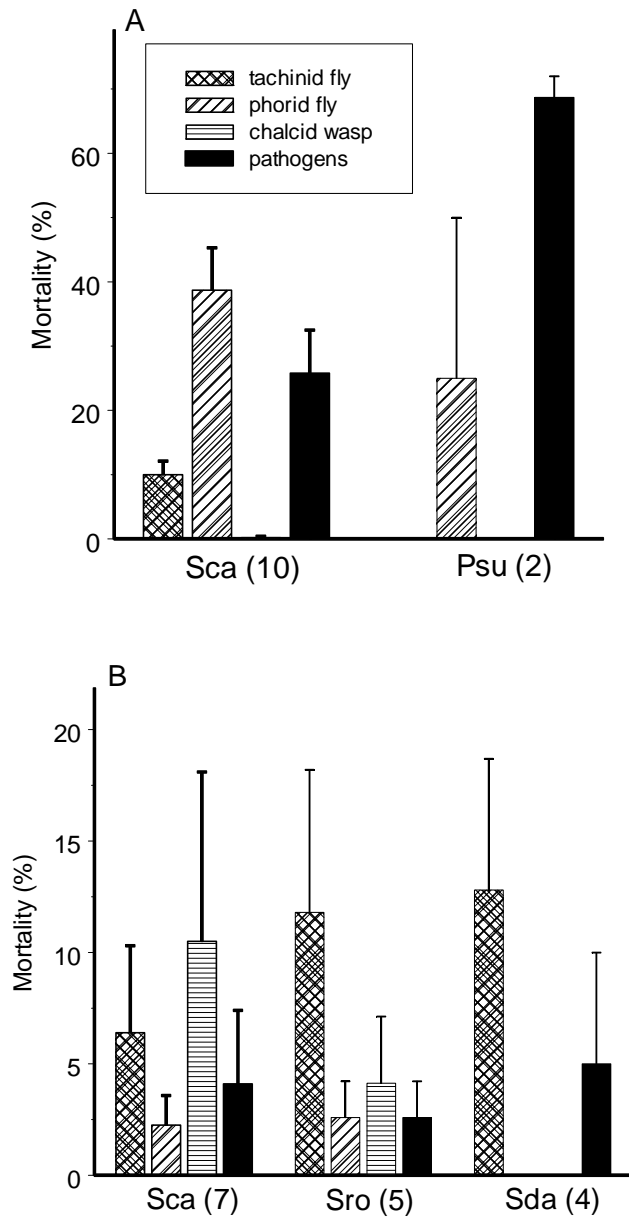 A
tachinid fly
phorid fly
chalcid wasp
pathogens
60
40
20
0
Mortality (%)
Sca (10) Psu (2)
B
20
15
10
5
0
Mortality (%)
Sca (7) Sro (5) Sda (4)